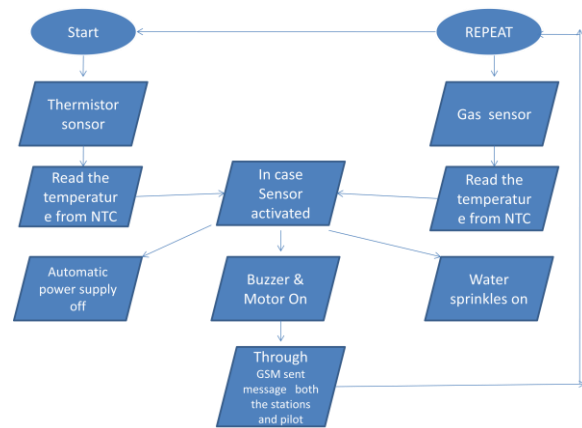 Start
REPEAT
Thermistor
sonsor
Gas sensor
Read the
temperatur
e from NTC
In case
Sensor
activated
Read the
temperatur
e from NTC
Automatic
power supply
off
Buzzer &
Motor On
Water
sprinkles on
Through
GSM sent
message both
the stations
and pilot